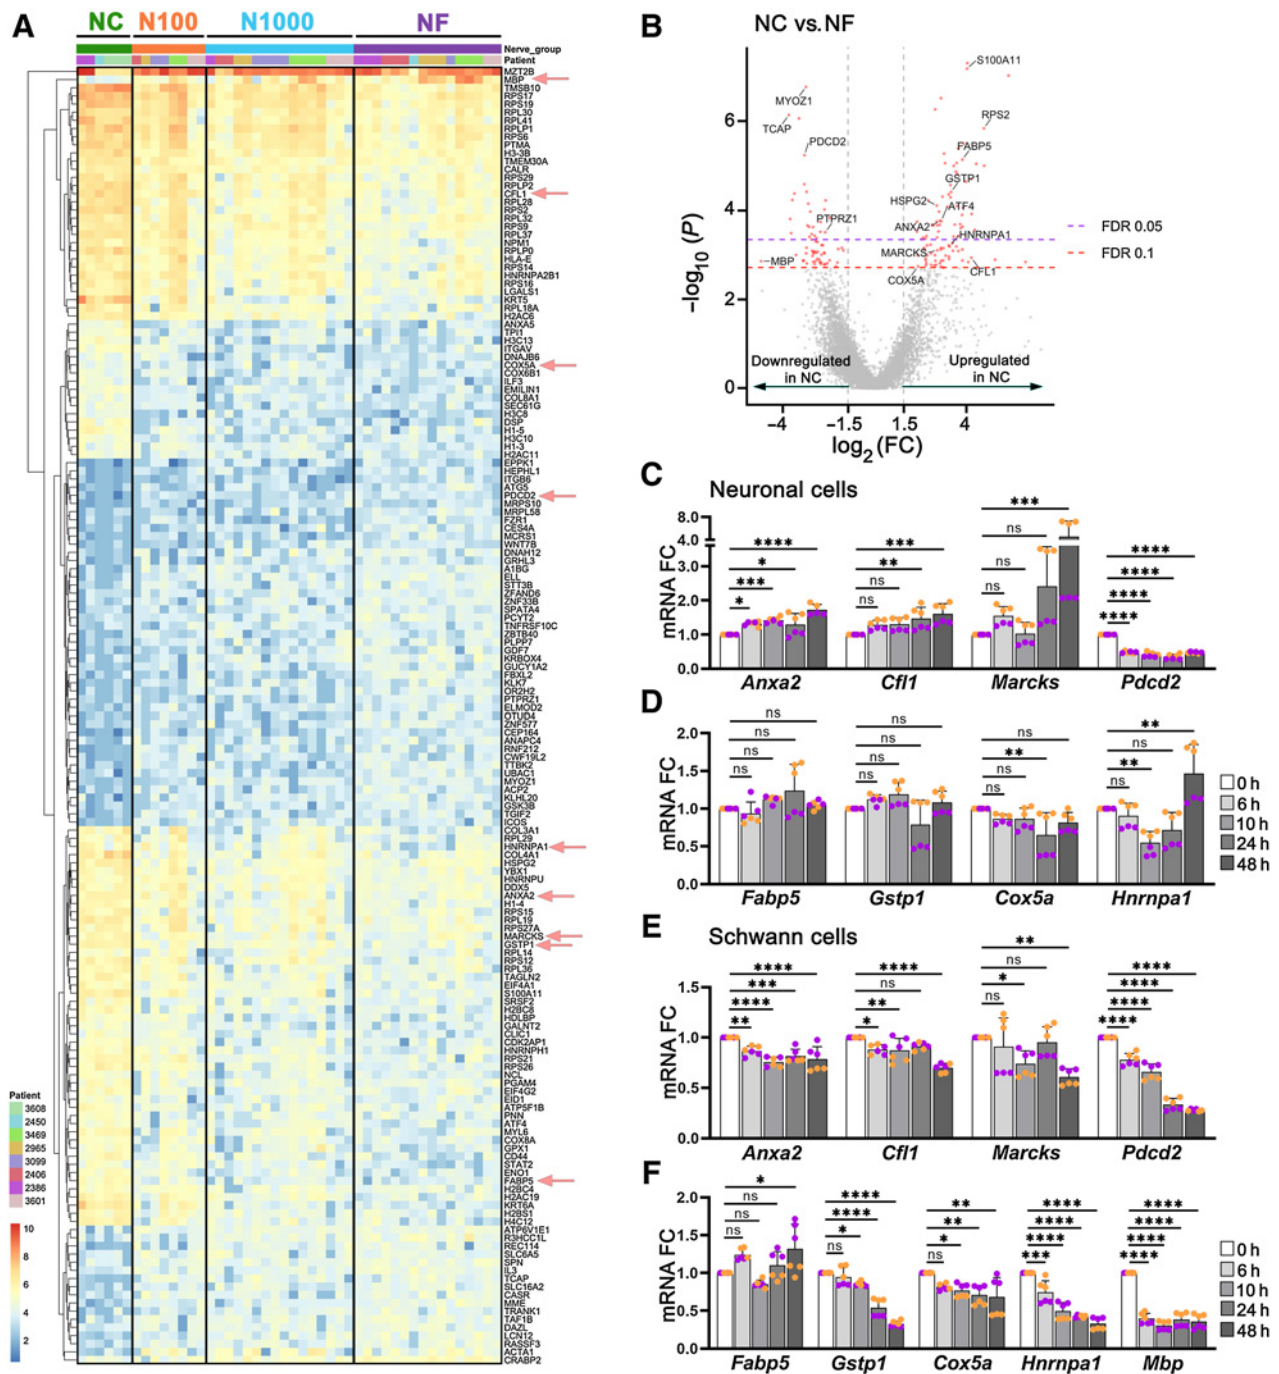 A
NC
N100
N1000
NF
Nerve_group
Patient
MZT2B
MBP
TMSB10
RPS17
RPS19
RPL30
RPL41
RPLP1
RPS6
PTMA
H3-3B
TMEM30A
CALR
RPS29
RPLP2
CFL1
RPL28
RPS2
RPL32
RPS9
RPL37
NPM1
RPLP0
HLA-E
RPS14
HNRNPA2B1
RPS16
LGALS1
KRT5
RPL18A
H2AC6
ANXA5
TPI1
H3C13
ITGAV
DNAJB6
COX5A
COX6B1
ILF3
EMILIN1
COL8A1
SEC61G
H3C8
DSP
H1-5
H3C10
H1-3
H2AC11
EPPK1
HEPHL1
ITGB6
ATG5
PDCD2
MRPS10
MRPL58
FZR1
CES4A
MCRS1
WNT7B
DNAH12
GRHL3
A1BG
ELL
STT3B
ZFAND6
ZNF33B
SPATA4
PCYT2
TNFRSF10C
ZBTB40
PLPP7
GDF7
KRBOX4
GUCY1A2
FBXL2
KLK7
OR2H2
PTPRZ1
ELMOD2
OTUD4
ZNF577
CEP164
ANAPC4
RNF212
CWF19L2
TTBK2
UBAC1
MYOZ1
ACP2
KLHL20
GSK3B
TGIF2
ICOS
COL3A1
RPL29
HNRNPA1
COL4A1
HSPG2
YBX1
HNRNPU
DDX5
ANXA2
H1-4
RPS15
RPL19
RPS27A
MARCKS
GSTP1
RPL14
RPS12
RPL36
TAGLN2
EIF4A1
S100A11
SRSF2
H2BC8
HDLBP
GALNT2
CLIC1
CDK2AP1
HNRNPH1
RPS21
RPS26
NCL
PGAM4
EIF4G2
EID1
ATP5F1B
PNN
ATF4
MYL6
COX8A
GPX1
CD44
STAT2
ENO1
FABP5
H2BC4
H2AC19
KRT6A
H2BS1
H4C12
ATP6V1E1
R3HCC1L
REC114
SLC6A5
SPN
IL3
TCAP
SLC16A2
CASR
MME
TRANK1
TAF1B
DAZL
LCN12
RASSF3
ACTA1
CRABP2
Patient
3608
2450
3469
2965
3099
2406
2386
3601
10
8
6
4
2
B
NC vs. NF
S100A11
MYOZ1
TCAP
RPS2
PDCD2
FABP5
GSTP1
HSPG2
ATF4
PTPRZ1
ANXA2
HNRNPA1
MBP
MARCKS
COX5A
CFL1
FDR 0.05
FDR 0.1
6
4
2
0
−log10 (P)
Downregulated
in NC
Upregulated
in NC
−4
−1.5
1.5
4
log2 (FC)
C
Neuronal cells
mRNA FC
8.0
4.0
3.0
2.0
1.0
0.0
* *** * ****
ns ns ** ***
ns ns ns ***
**** **** **** ****
Anxa2 Cfl1 Marcks Pdcd2
D
mRNA FC
2.0
1.5
1.0
0.5
0.0
ns ns ns ns
ns ns ns ns
ns ns ** ns
ns ** ns **
Fabp5 Gstp1 Cox5a Hnrnpa1
0 h
6 h
10 h
24 h
48 h
E
Schwann cells
mRNA FC
1.5
1.0
0.5
0.0
** **** *** ****
* ** ns ****
ns * ns **
**** **** **** ****
Anxa2 Cfl1 Marcks Pdcd2
F
mRNA FC
2.0
1.5
1.0
0.5
0.0
ns ns ns *
ns * **** ****
ns * ** **
*** **** **** ****
**** **** **** ****
Fabp5 Gstp1 Cox5a Hnrnpa1 Mbp
0 h
6 h
10 h
24 h
48 h